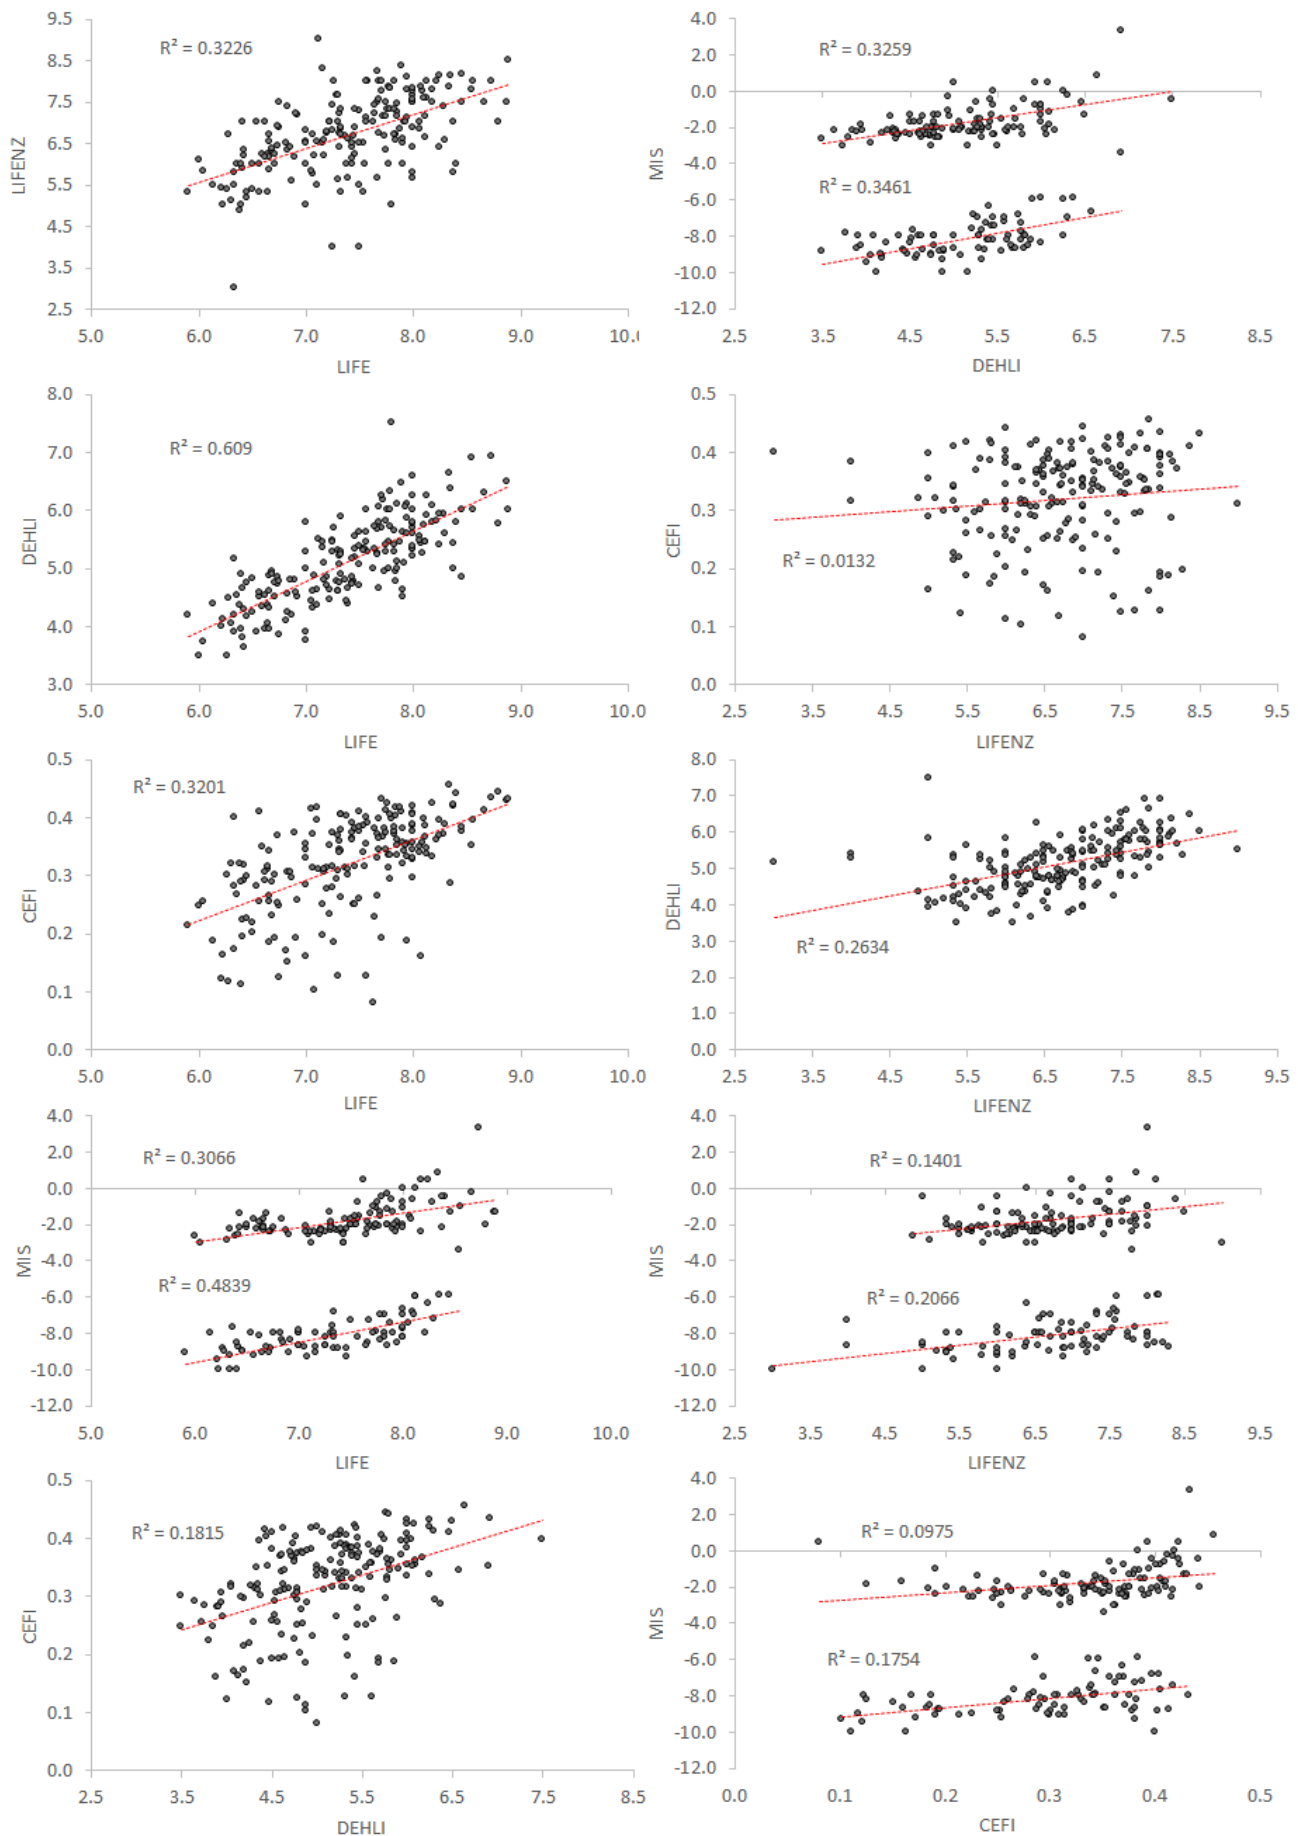 9.5
8.5
7.5
6.5
5.5
4.5
3.5
2.5
LIFENZ
R² = 0.3226
5.0 6.0 7.0 8.0 9.0 10.0
LIFE
4.0
2.0
0.0
-2.0
-4.0
-6.0
-8.0
-10.0
-12.0
MIS
R² = 0.3259
R² = 0.3461
2.5 3.5 4.5 5.5 6.5 7.5 8.5
DEHLI
8.0
7.0
6.0
5.0
4.0
3.0
DEHLI
R² = 0.609
5.0 6.0 7.0 8.0 9.0 10.0
LIFE
0.5
0.4
0.3
0.2
0.1
0.0
CEFI
R² = 0.0132
2.5 3.5 4.5 5.5 6.5 7.5 8.5 9.5
LIFENZ
0.5
0.4
0.3
0.2
0.1
0.0
CEFI
R² = 0.3201
5.0 6.0 7.0 8.0 9.0 10.0
LIFE
8.0
7.0
6.0
5.0
4.0
3.0
2.0
1.0
0.0
DEHLI
R² = 0.2634
2.5 3.5 4.5 5.5 6.5 7.5 8.5 9.5
LIFENZ
4.0
2.0
0.0
-2.0
-4.0
-6.0
-8.0
-10.0
-12.0
MIS
R² = 0.3066
R² = 0.4839
5.0 6.0 7.0 8.0 9.0 10.0
LIFE
4.0
2.0
0.0
-2.0
-4.0
-6.0
-8.0
-10.0
-12.0
MIS
R² = 0.1401
R² = 0.2066
2.5 3.5 4.5 5.5 6.5 7.5 8.5 9.5
LIFENZ
0.5
0.4
0.3
0.2
0.1
0.0
CEFI
R² = 0.1815
2.5 3.5 4.5 5.5 6.5 7.5 8.5
DEHLI
4.0
2.0
0.0
-2.0
-4.0
-6.0
-8.0
-10.0
-12.0
MIS
R² = 0.0975
R² = 0.1754
0.0 0.1 0.2 0.3 0.4 0.5
CEFI